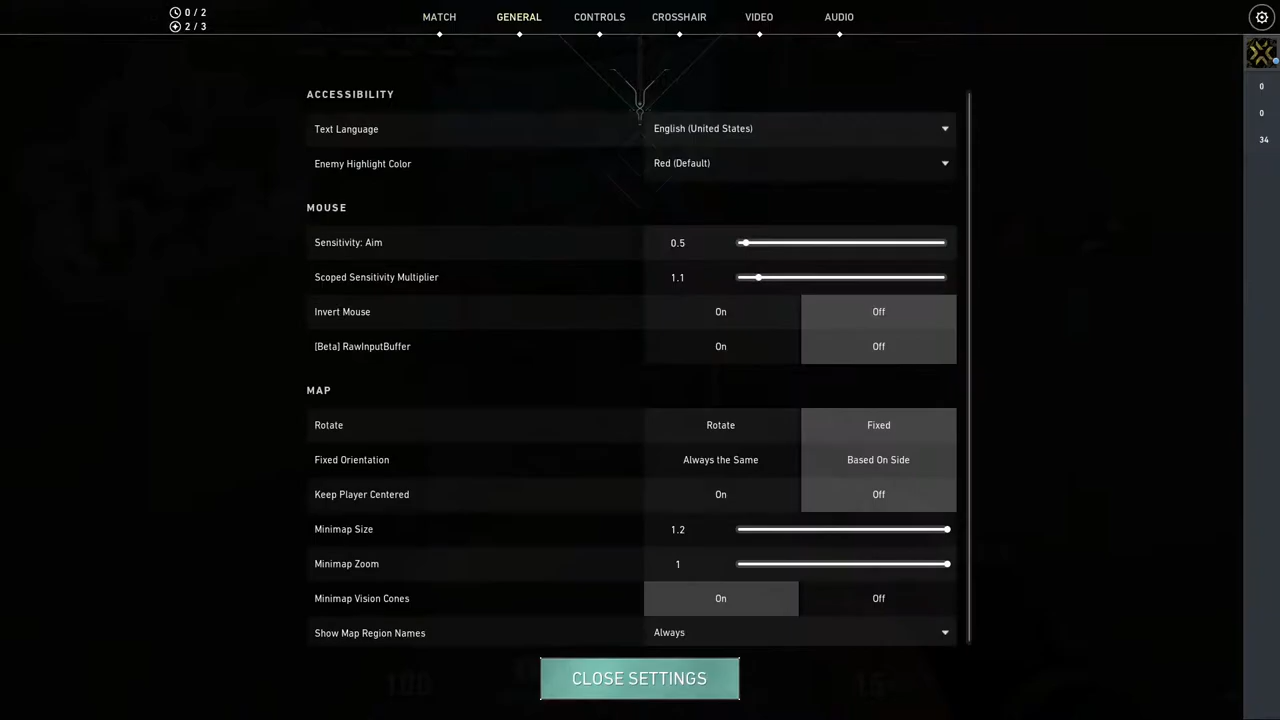 0 / 2
2 / 3
MATCH GENERAL CONTROLS CROSSHAIR VIDEO AUDIO
0
0
34
ACCESSIBILITY
Text Language English (United States)
Enemy Highlight Color Red (Default)
MOUSE
Sensitivity: Aim 0.5
Scoped Sensitivity Multiplier 1.1
Invert Mouse On Off
[Beta] RawInputBuffer On Off
MAP
Rotate Rotate Fixed
Fixed Orientation Always the Same Based On Side
Keep Player Centered On Off
Minimap Size 1.2
Minimap Zoom 1
Minimap Vision Cones On Off
Show Map Region Names Always
100
CLOSE SETTINGS
15